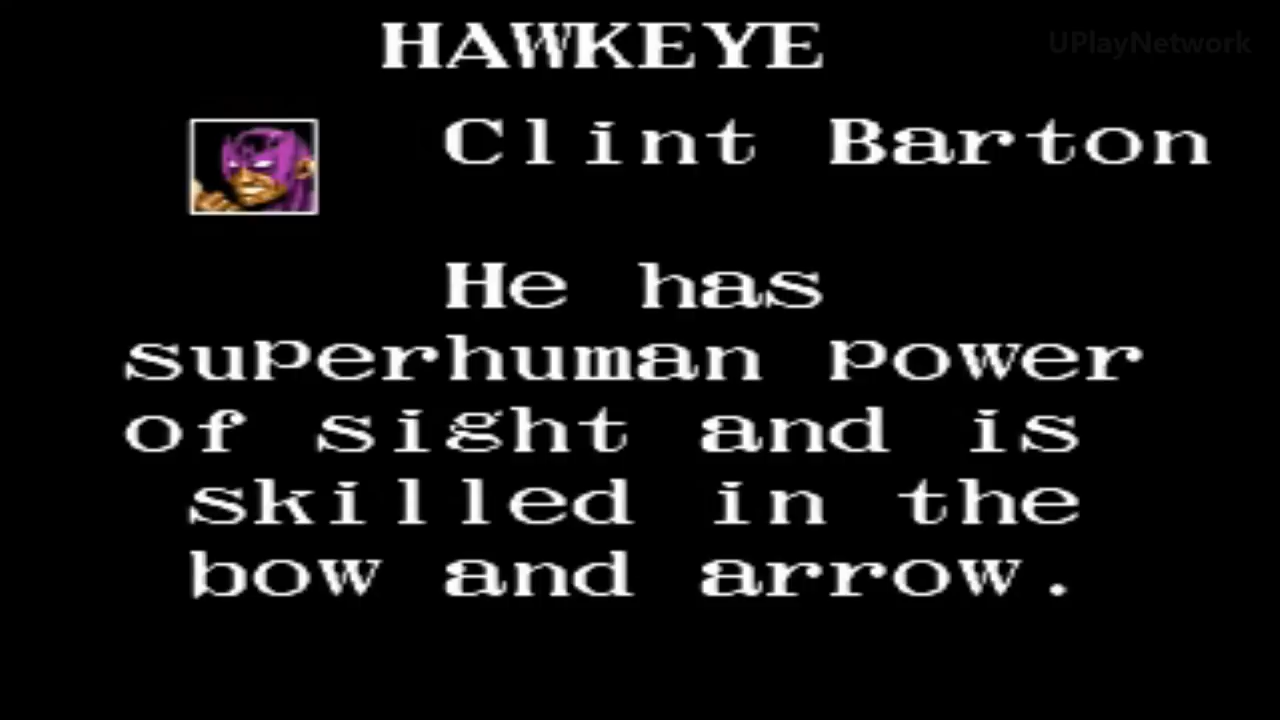 HAWKEYE
UPlayNetwork
Clint Barton
He has
superhuman power
of sight and is
skilled in the
bow and arrow.